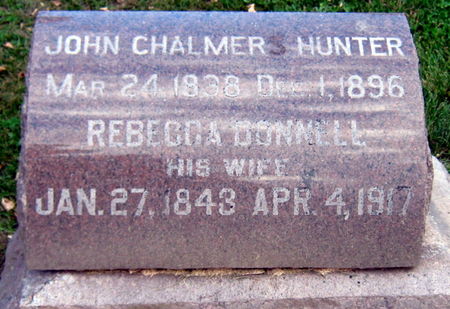 JOHN CHALMERS HUNTER
MAR 24, 1838 DEC. 1, 1896
REBECCA DONNELL
HIS WIFE
JAN. 27, 1843 APR. 4, 1917